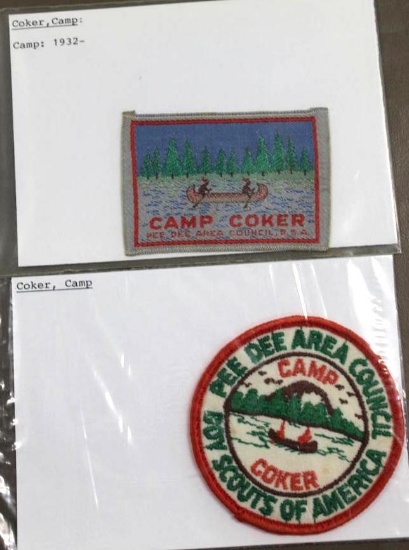 Coker,Camp:
Camp: 1932-
CAMP COKER
PEE DEE AREA COUNCIL, B.S.A.
Coker, Camp
PEE DEE AREA COUNCIL
CAMP
COKER
BOY SCOUTS OF AMERICA